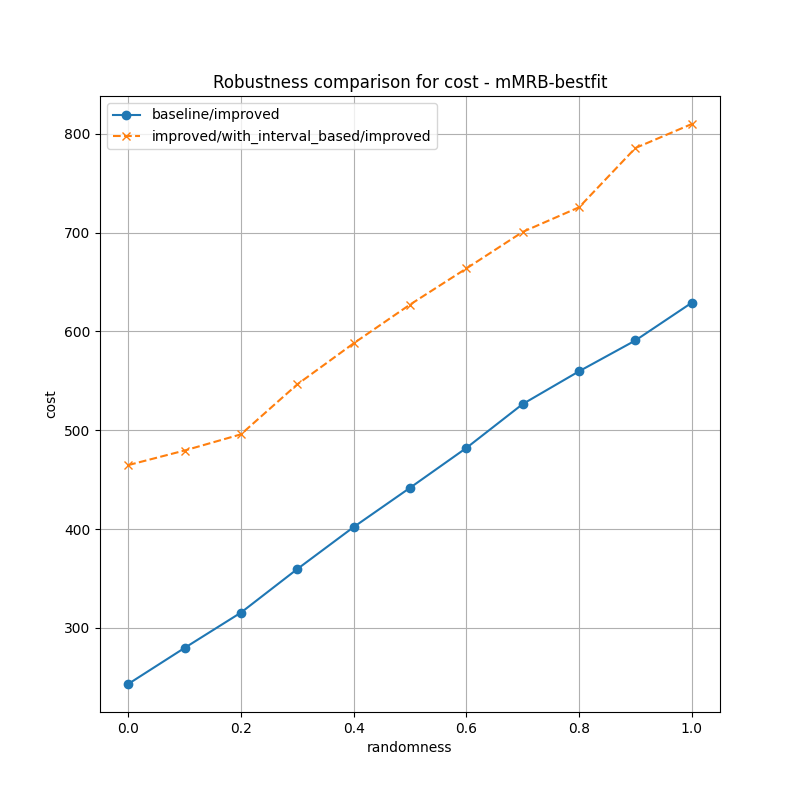 Robustness comparison for cost - mMRB-bestfit
baseline/improved
improved/with_interval_based/improved
800
700
600
500
400
300
cost
0.0 0.2 0.4 0.6 0.8 1.0
randomness